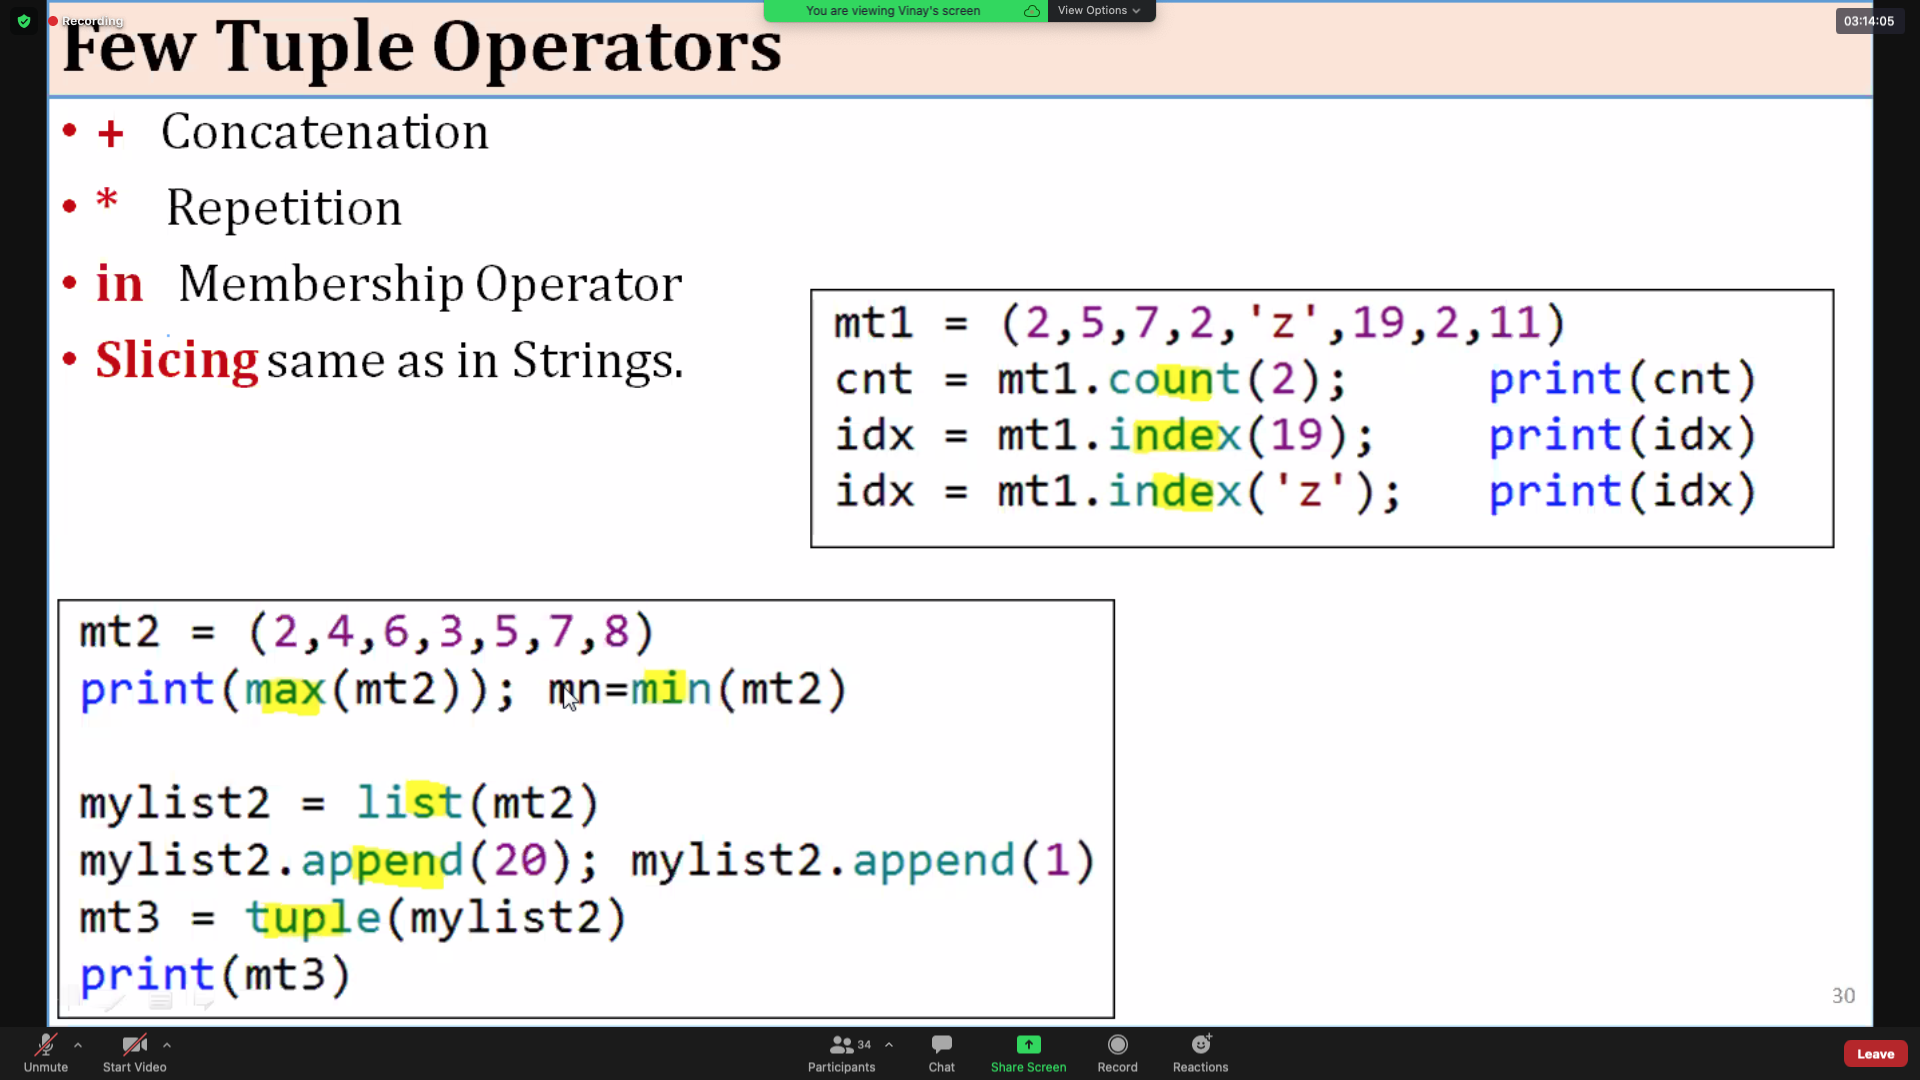 Recording
You are viewing Vinay's screen
View Options
03:14:05
Few Tuple Operators
• + Concatenation
• * Repetition
• in Membership Operator
• Slicing same as in Strings.
mt1 = (2,5,7,2,'z',19,2,11)
cnt = mt1.count(2); print(cnt)
idx = mt1.index(19); print(idx)
idx = mt1.index('z'); print(idx)
mt2 = (2,4,6,3,5,7,8)
print(max(mt2)); mn=min(mt2)
mylist2 = list(mt2)
mylist2.append(20); mylist2.append(1)
mt3 = tuple(mylist2)
print(mt3)
30
Unmute
Start Video
34
Participants
Chat
Share Screen
Record
Reactions
Leave